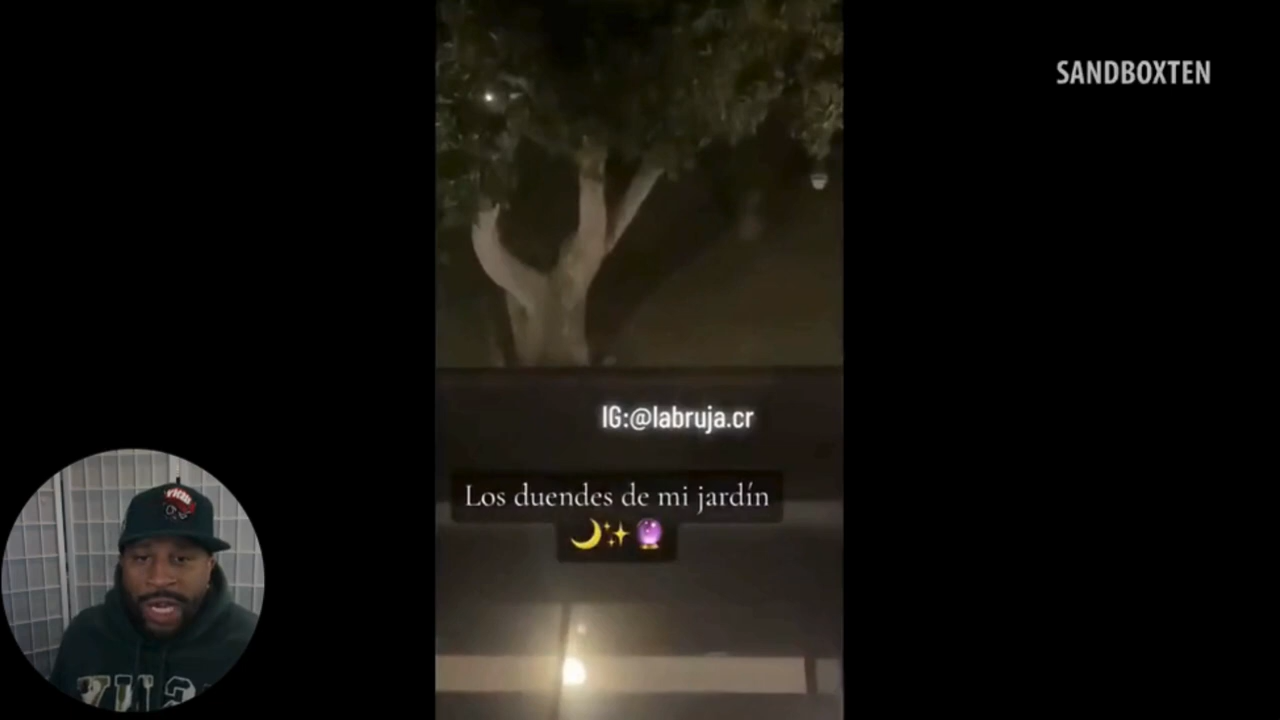 SANDBOXTEN
IG:@labruja.cr
Los duendes de mi jardín
🌙✨🔮